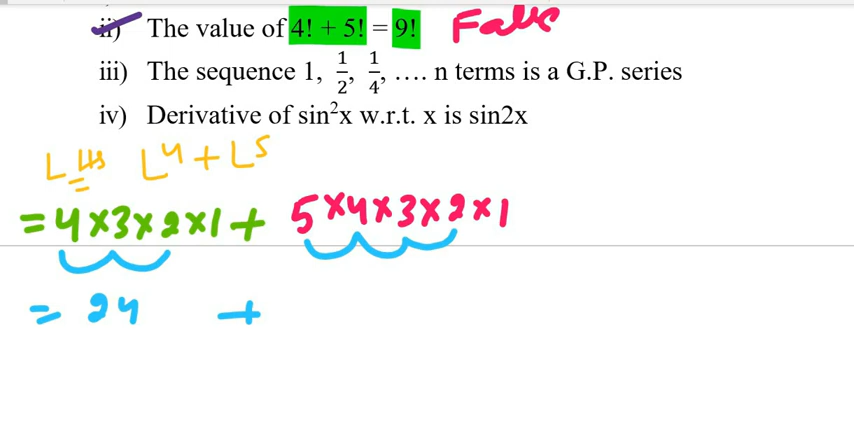 ii) The value of 4! + 5! = 9! False
iii) The sequence 1, 1/2, 1/4, .... n terms is a G.P. series
iv) Derivative of sin²x w.r.t. x is sin2x
LHS L4 + L5
= 4×3×2×1 + 5×4×3×2×1
= 24 +